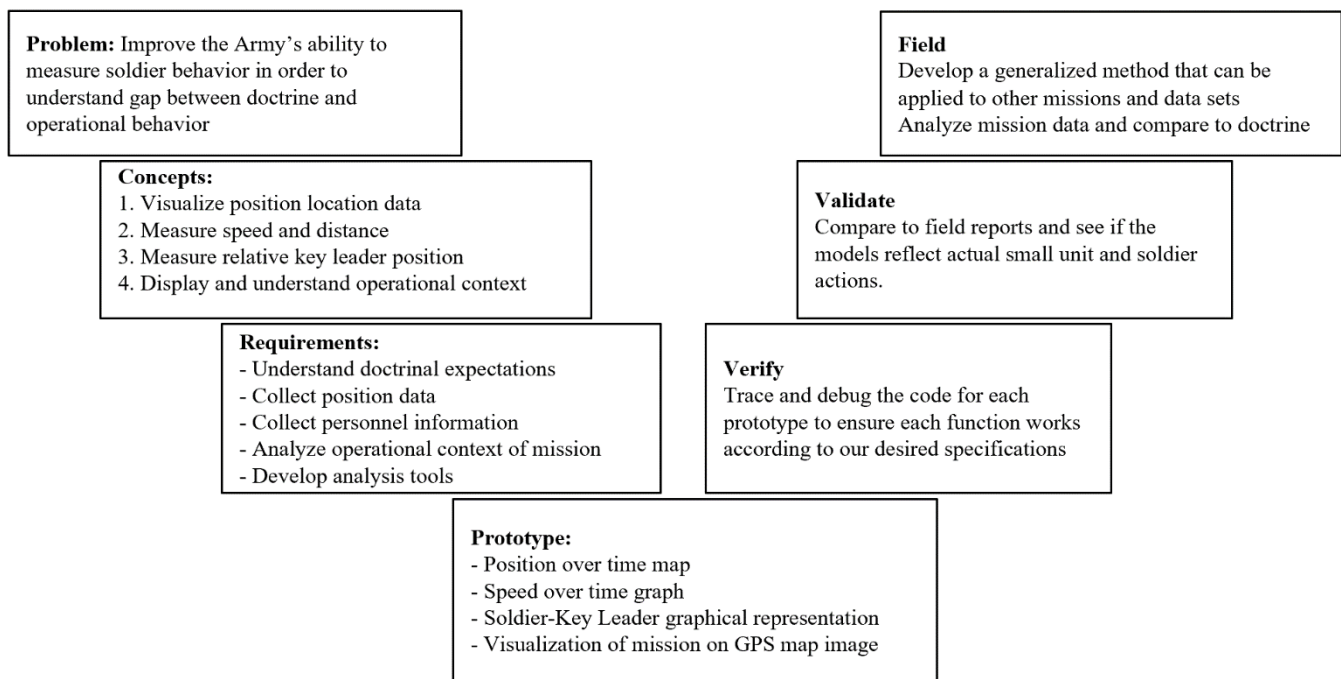 Problem: Improve the Army's ability to
measure soldier behavior in order to
understand gap between doctrine and
operational behavior
Concepts:
1. Visualize position location data
2. Measure speed and distance
3. Measure relative key leader position
4. Display and understand operational context
Requirements:
- Understand doctrinal expectations
- Collect position data
- Collect personnel information
- Analyze operational context of mission
- Develop analysis tools
Prototype:
- Position over time map
- Speed over time graph
- Soldier-Key Leader graphical representation
- Visualization of mission on GPS map image
Verify
Trace and debug the code for each
prototype to ensure each function works
according to our desired specifications
Validate
Compare to field reports and see if the
models reflect actual small unit and soldier
actions.
Field
Develop a generalized method that can be
applied to other missions and data sets
Analyze mission data and compare to doctrine